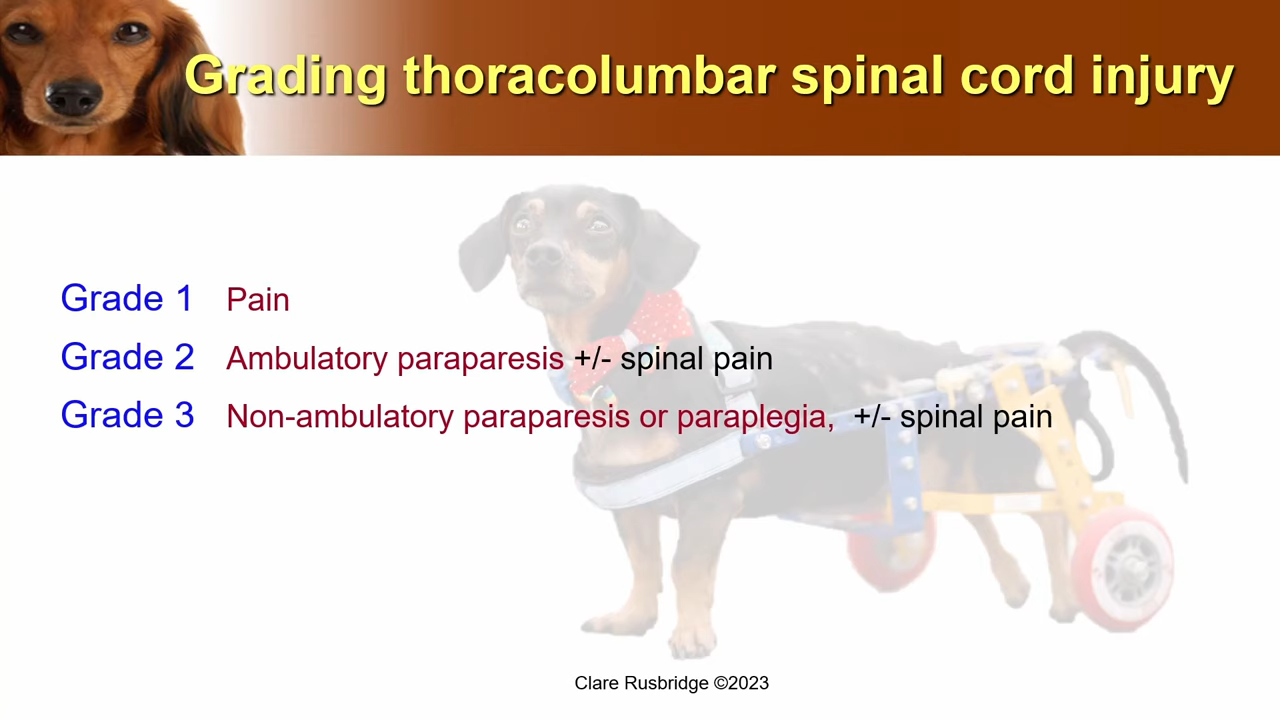 Grading thoracolumbar spinal cord injury
Grade 1 Pain
Grade 2 Ambulatory paraparesis +/- spinal pain
Grade 3 Non-ambulatory paraparesis or paraplegia, +/- spinal pain
Clare Rusbridge ©2023